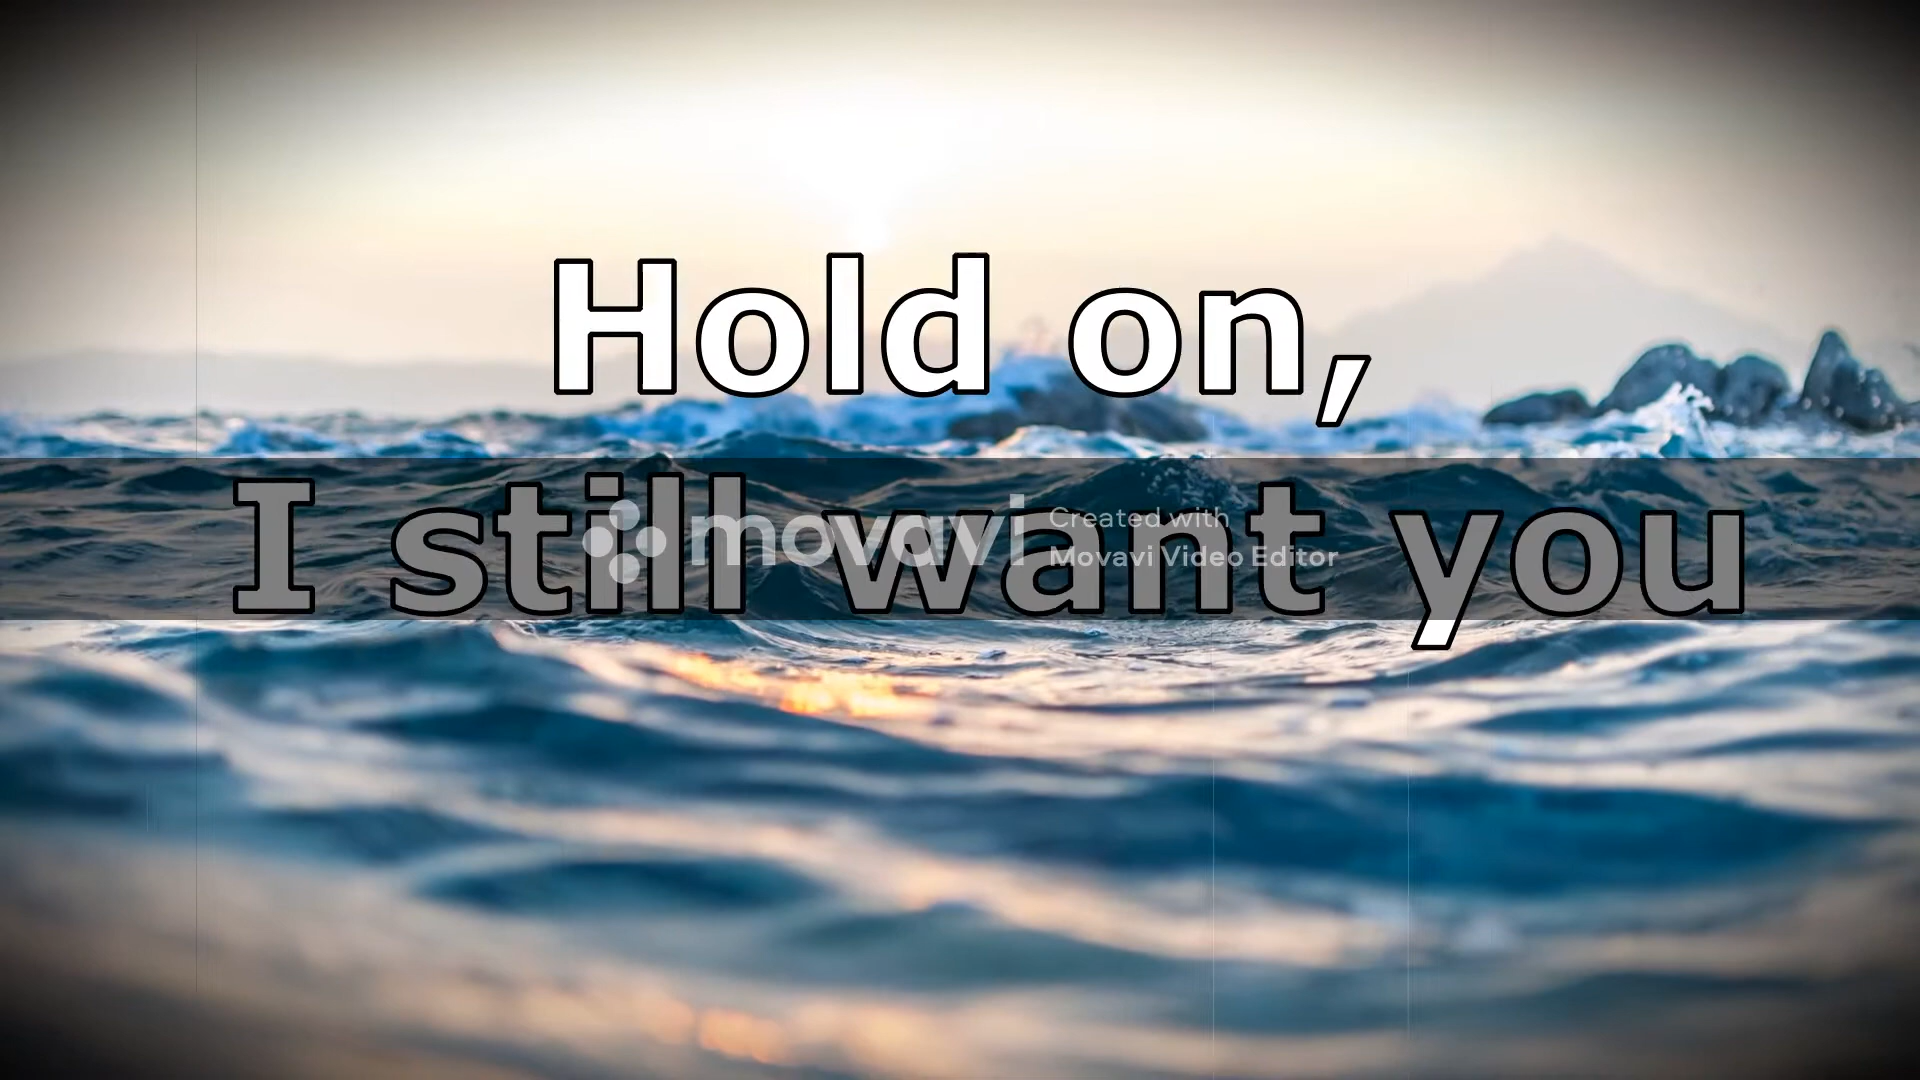 Hold on,
I still want you
movavi
Created with
Movavi Video Editor